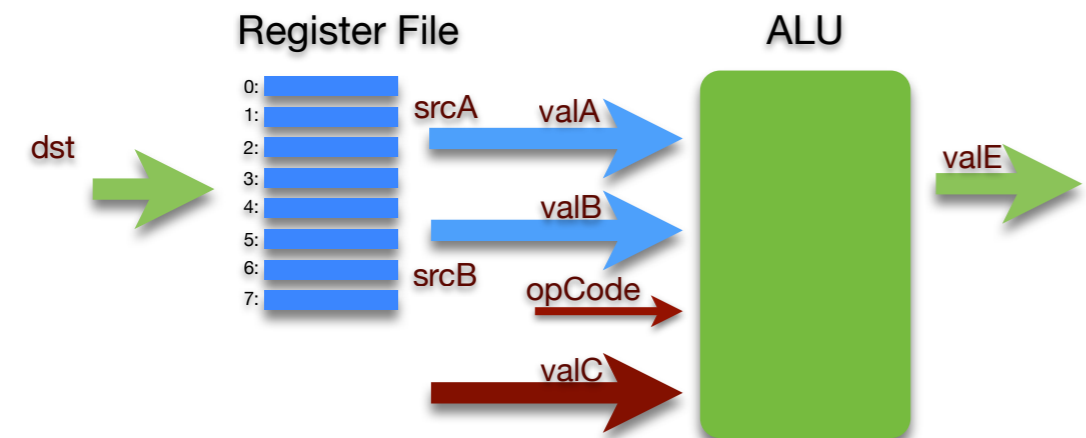 Register File
ALU
0:
1:
2:
3:
4:
5:
6:
7:
dst
srcA
valA
valB
srcB
opCode
valC
valE